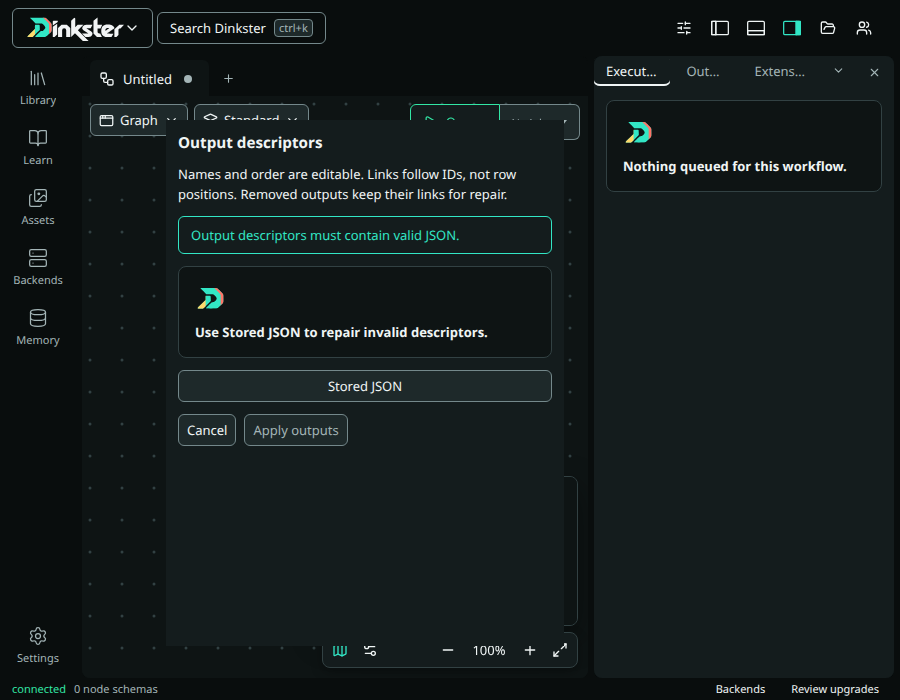 Dinkster
Search Dinkster ctrl+k
Library
Learn
Assets
Backends
Memory
Settings
Untitled
Graph
Standard
Output descriptors
Names and order are editable. Links follow IDs, not row
positions. Removed outputs keep their links for repair.
Output descriptors must contain valid JSON.
Use Stored JSON to repair invalid descriptors.
Stored JSON
Cancel Apply outputs
100%
Execut... Out... Extens...
Nothing queued for this workflow.
connected 0 node schemas
Backends Review upgrades